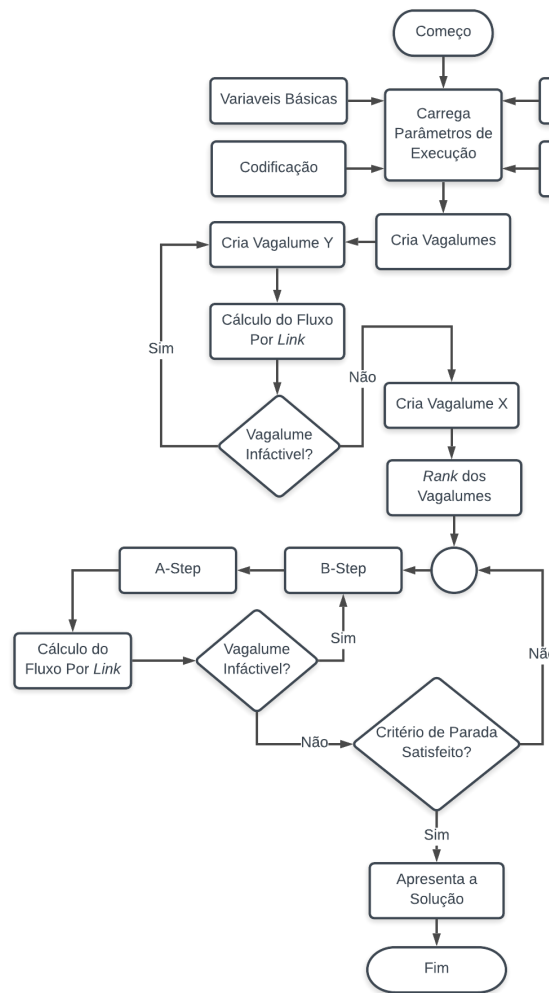 Começo
Variaveis Básicas
Carrega
Parâmetros de
Execução
Codificação
Cria Vagalume Y
Cria Vagalumes
Cálculo do Fluxo
Por Link
Sim
Não
Vagalume
Infáctivel?
Cria Vagalume X
Rank dos
Vagalumes
A-Step
B-Step
Cálculo do
Fluxo Por Link
Vagalume
Infáctivel?
Sim
Não
Critério de Parada
Satisfeito?
Sim
Apresenta a
Solução
Fim